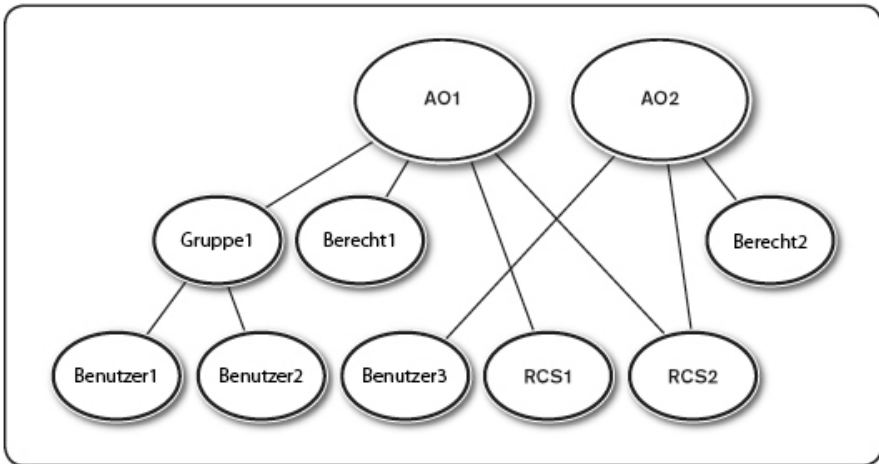 AO1
AO2
Gruppe1
Berecht1
Berecht2
Benutzer1
Benutzer2
Benutzer3
RCS1
RCS2